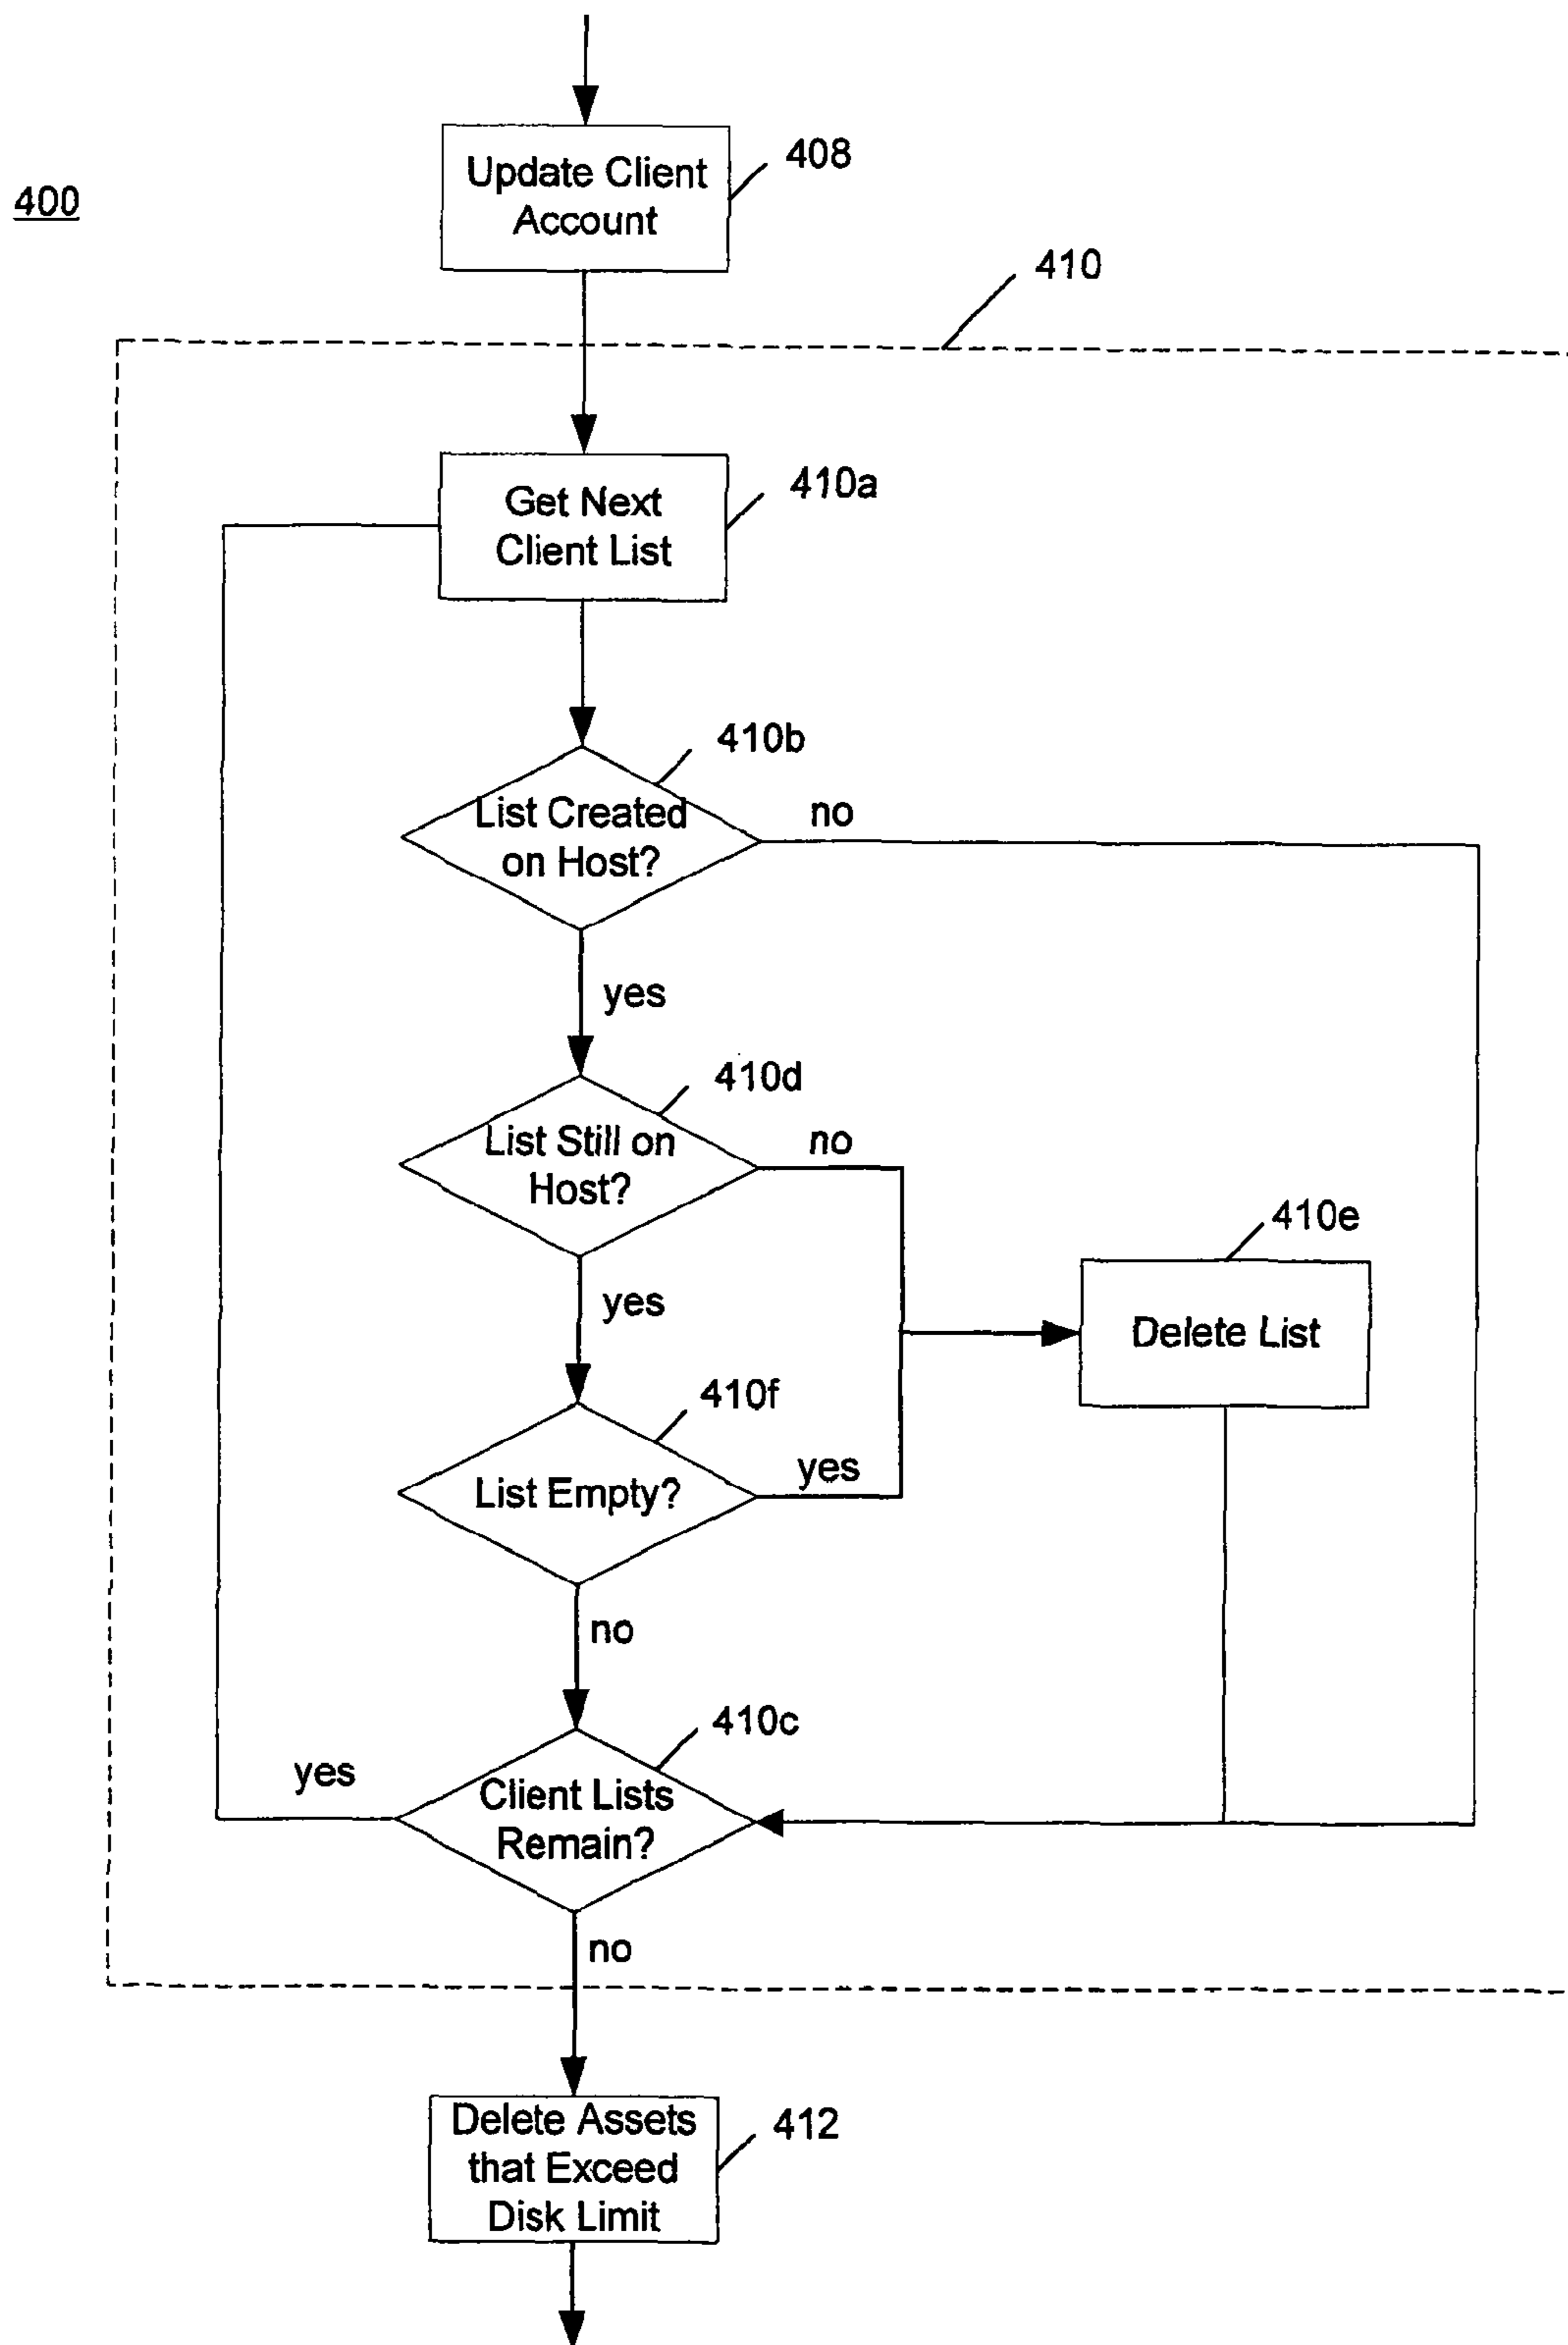 408
Update Client
Account
400
410
410a
Get Next
Client List
410b
List Created
on Host?
no
yes
410d
List Still on
Host?
no
410e
Delete List
yes
410f
List Empty?
yes
no
410c
Client Lists
Remain?
yes
no
Delete Assets
that Exceed
Disk Limit
412